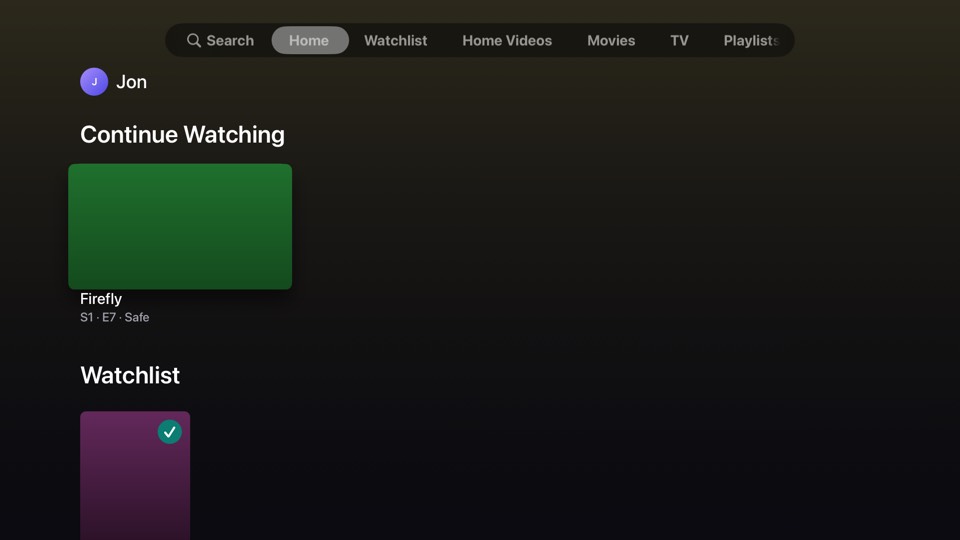 Search Home Watchlist Home Videos Movies TV Playlists
J Jon
Continue Watching
Firefly
S1 · E7 · Safe
Watchlist